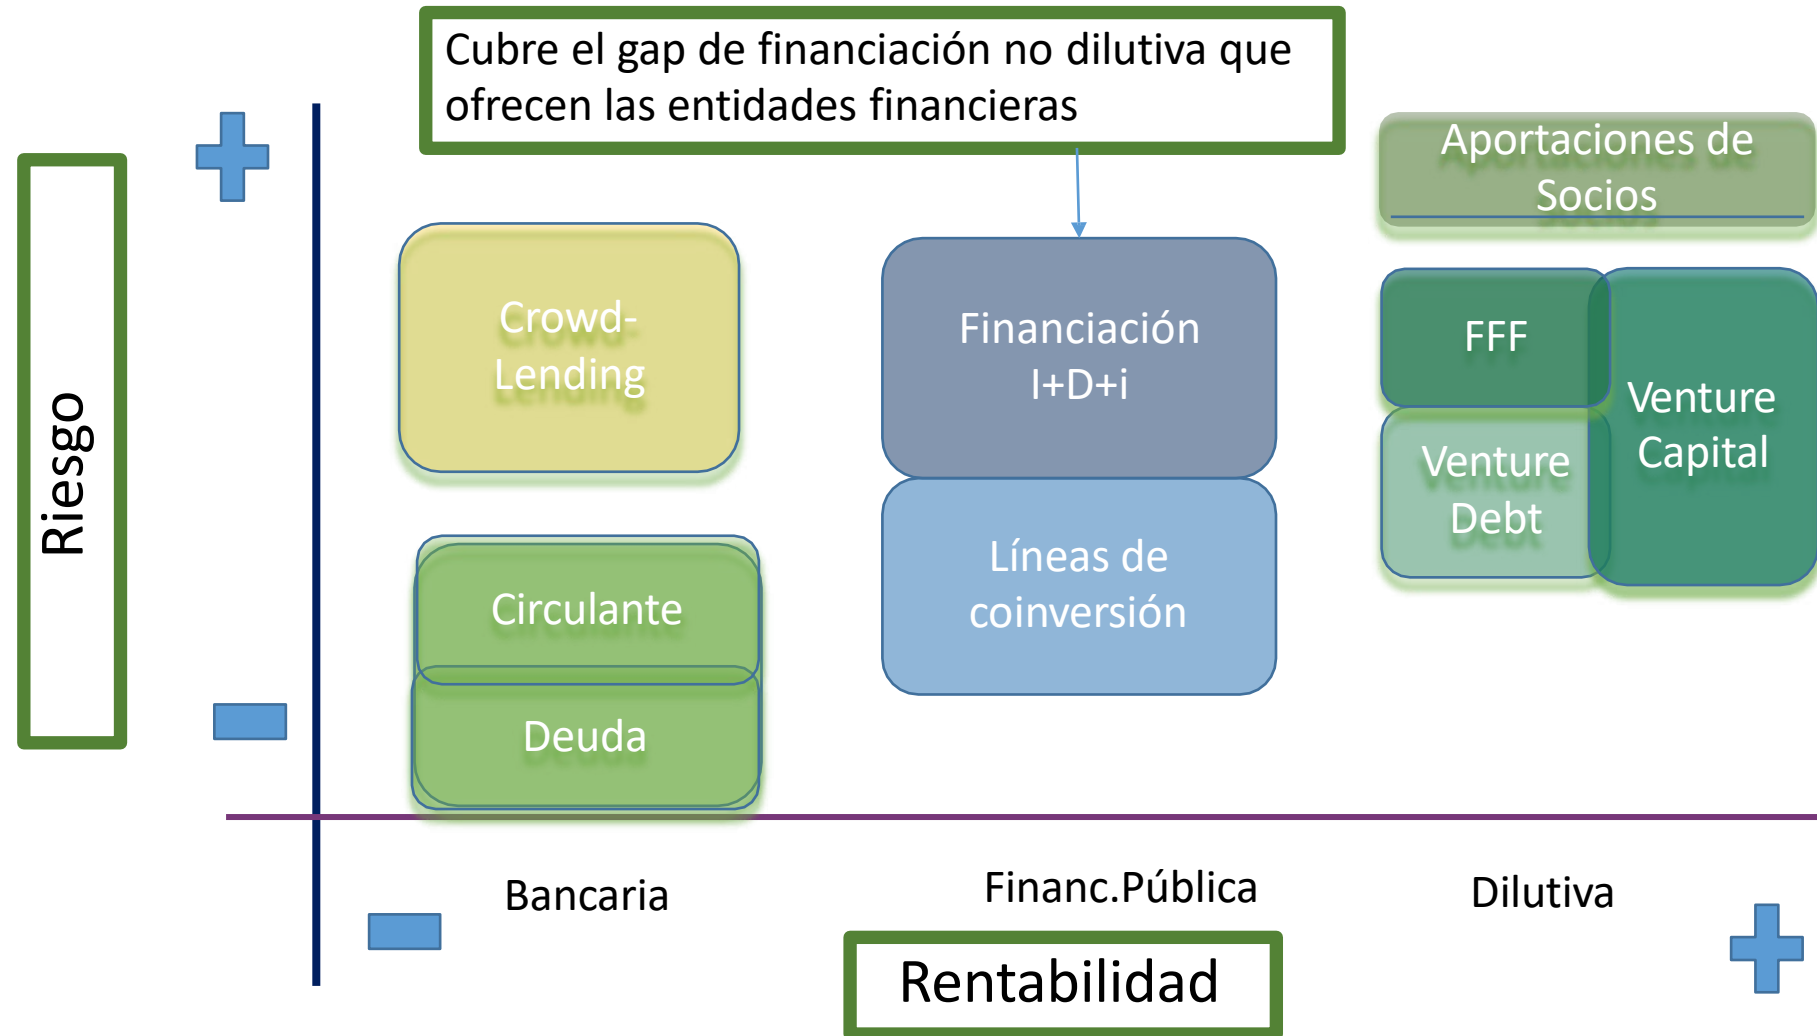 Cubre el gap de financiación no dilutiva que
ofrecen las entidades financieras
Riesgo
Crowd-
Lending
Circulante
Deuda
Financiación
I+D+i
Líneas de
coinversión
Aportaciones de
Socios
FFF
Venture
Debt
Venture
Capital
Bancaria
Financ.Pública
Dilutiva
Rentabilidad